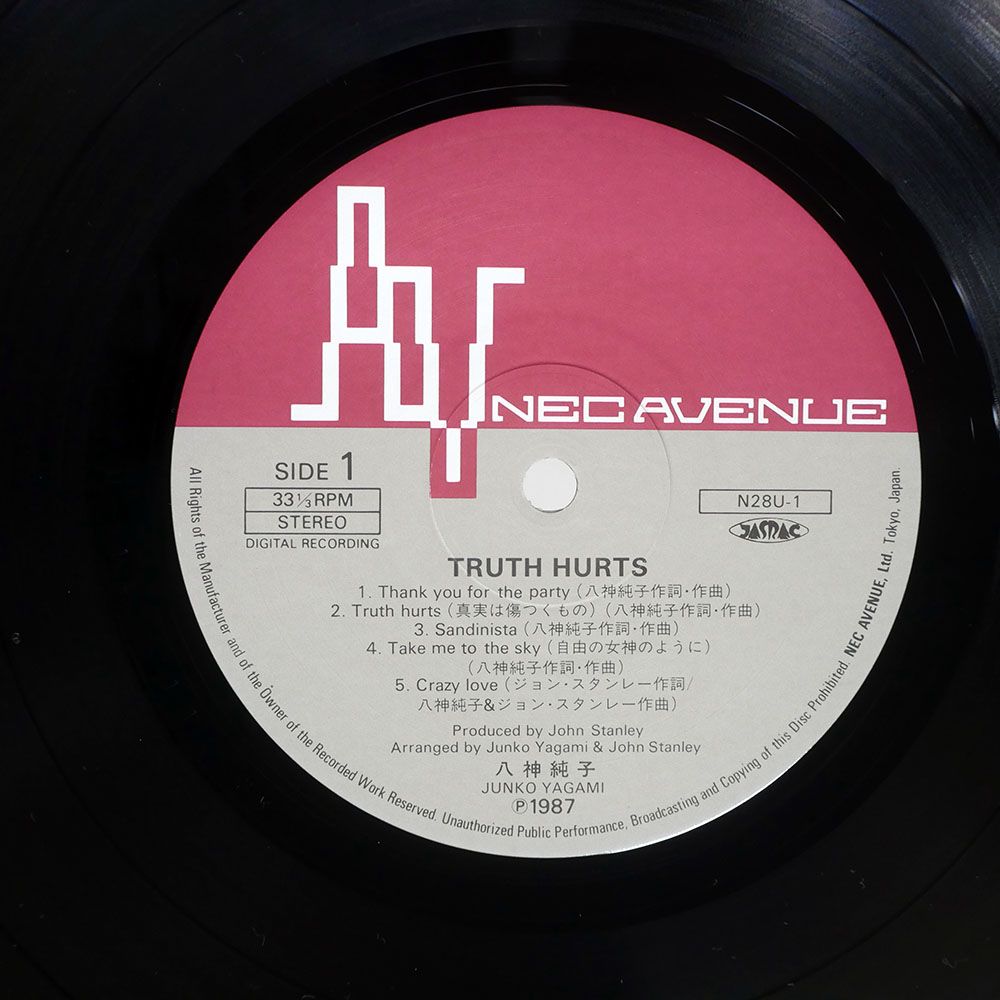 NEC AVENUE
SIDE 1
33 1/3 RPM
STEREO
DIGITAL RECORDING
N28U-1
JASRAC
TRUTH HURTS
1. Thank you for the party (八神純子作詞・作曲)
2. Truth hurts (真実は傷つくもの) (八神純子作詞・作曲)
3. Sandinista (八神純子作詞・作曲)
4. Take me to the sky (自由の女神のように)
(八神純子作詞・作曲)
5. Crazy love (ジョン・スタンレー作詞/
八神純子&ジョン・スタンレー作曲)
Produced by John Stanley
Arranged by Junko Yagami & John Stanley
八神純子
JUNKO YAGAMI
℗1987
All Rights of the Manufacturer and of the Owner of the Recorded Work Reserved. Unauthorized Public Performance, Broadcasting and Copying of this Disc Prohibited. NEC AVENUE, Ltd. Tokyo, Japan.